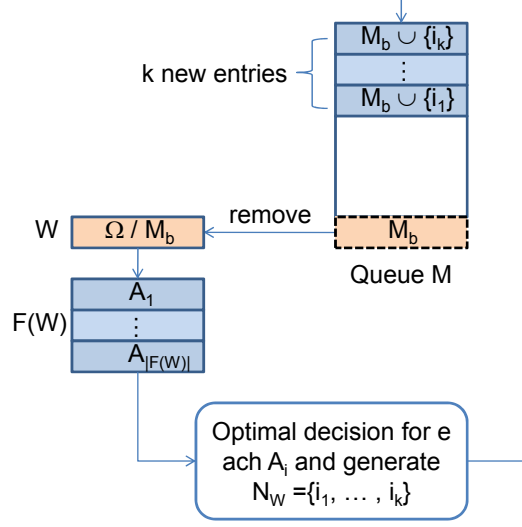 M_b ∪ {i_k}
k new entries
⋮
M_b ∪ {i_1}
remove
W
Ω / M_b
M_b
Queue M
A_1
F(W)
⋮
A_|F(W)|
Optimal decision for e
ach A_i and generate
N_W ={i_1, … , i_k}